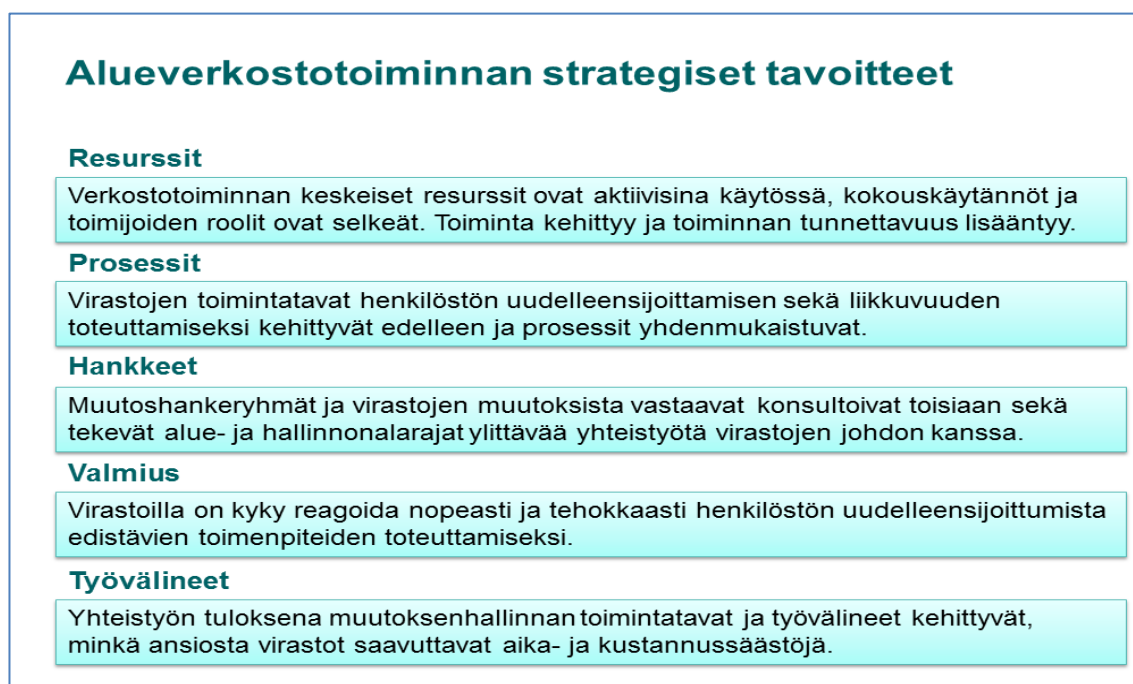 Alueverkostotoiminnan strategiset tavoitteet
Resurssit
Verkostotoiminnan keskeiset resurssit ovat aktiivisina käytössä, kokouskäytännöt ja
toimijoiden roolit ovat selkeät. Toiminta kehittyy ja toiminnan tunnettavuus lisääntyy.
Prosessit
Virastojen toimintatavat henkilöstön uudelleensijoittamisen sekä liikkuvuuden
toteuttamiseksi kehittyvät edelleen ja prosessit yhdenmukaistuvat.
Hankkeet
Muutoshankeryhmät ja virastojen muutoksista vastaavat konsultoivat toisiaan sekä
tekevät alue- ja hallinnonalarajat ylittävää yhteistyötä virastojen johdon kanssa.
Valmius
Virastoilla on kyky reagoida nopeasti ja tehokkaasti henkilöstön uudelleensijoittumista
edistävien toimenpiteiden toteuttamiseksi.
Työvälineet
Yhteistyön tuloksena muutoksenhallinnan toimintatavat ja työvälineet kehittyvät,
minkä ansiosta virastot saavuttavat aika- ja kustannussäästöjä.